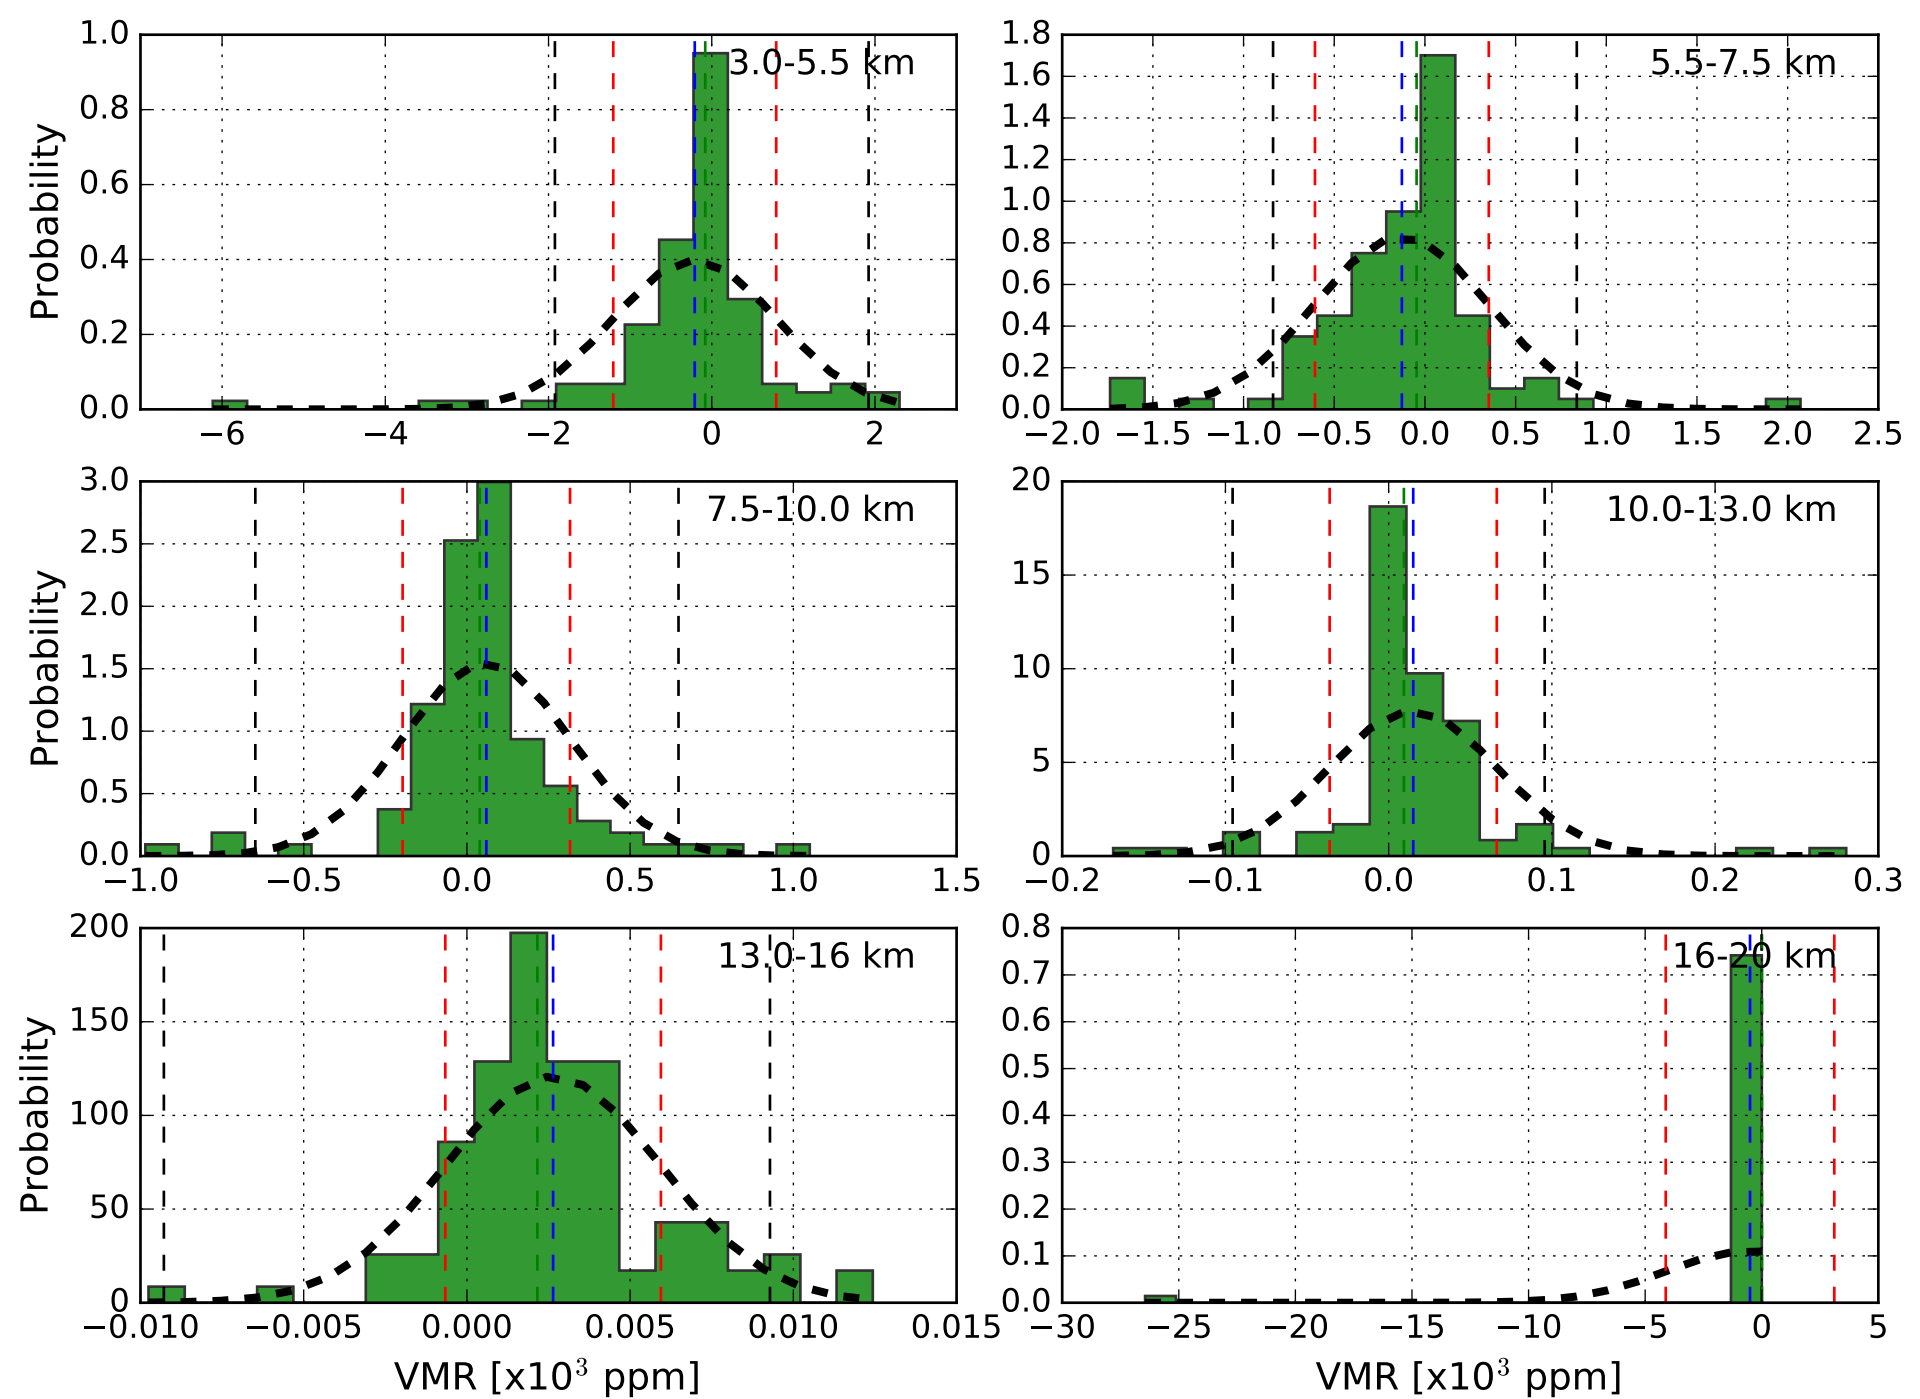 1.0
0.8
0.6
0.4
0.2
0.0
Probability
3.0-5.5 km
−6 −4 −2 0 2
1.8
1.6
1.4
1.2
1.0
0.8
0.6
0.4
0.2
0.0
5.5-7.5 km
−2.0 −1.5 −1.0 −0.5 0.0 0.5 1.0 1.5 2.0 2.5
3.0
2.5
2.0
1.5
1.0
0.5
0.0
Probability
7.5-10.0 km
−1.0 −0.5 0.0 0.5 1.0 1.5
20
15
10
5
0
10.0-13.0 km
−0.2 −0.1 0.0 0.1 0.2 0.3
200
150
100
50
0
Probability
13.0-16 km
−0.010 −0.005 0.000 0.005 0.010 0.015
VMR [x10³ ppm]
0.8
0.7
0.6
0.5
0.4
0.3
0.2
0.1
0.0
16-20 km
−30 −25 −20 −15 −10 −5 0 5
VMR [x10³ ppm]